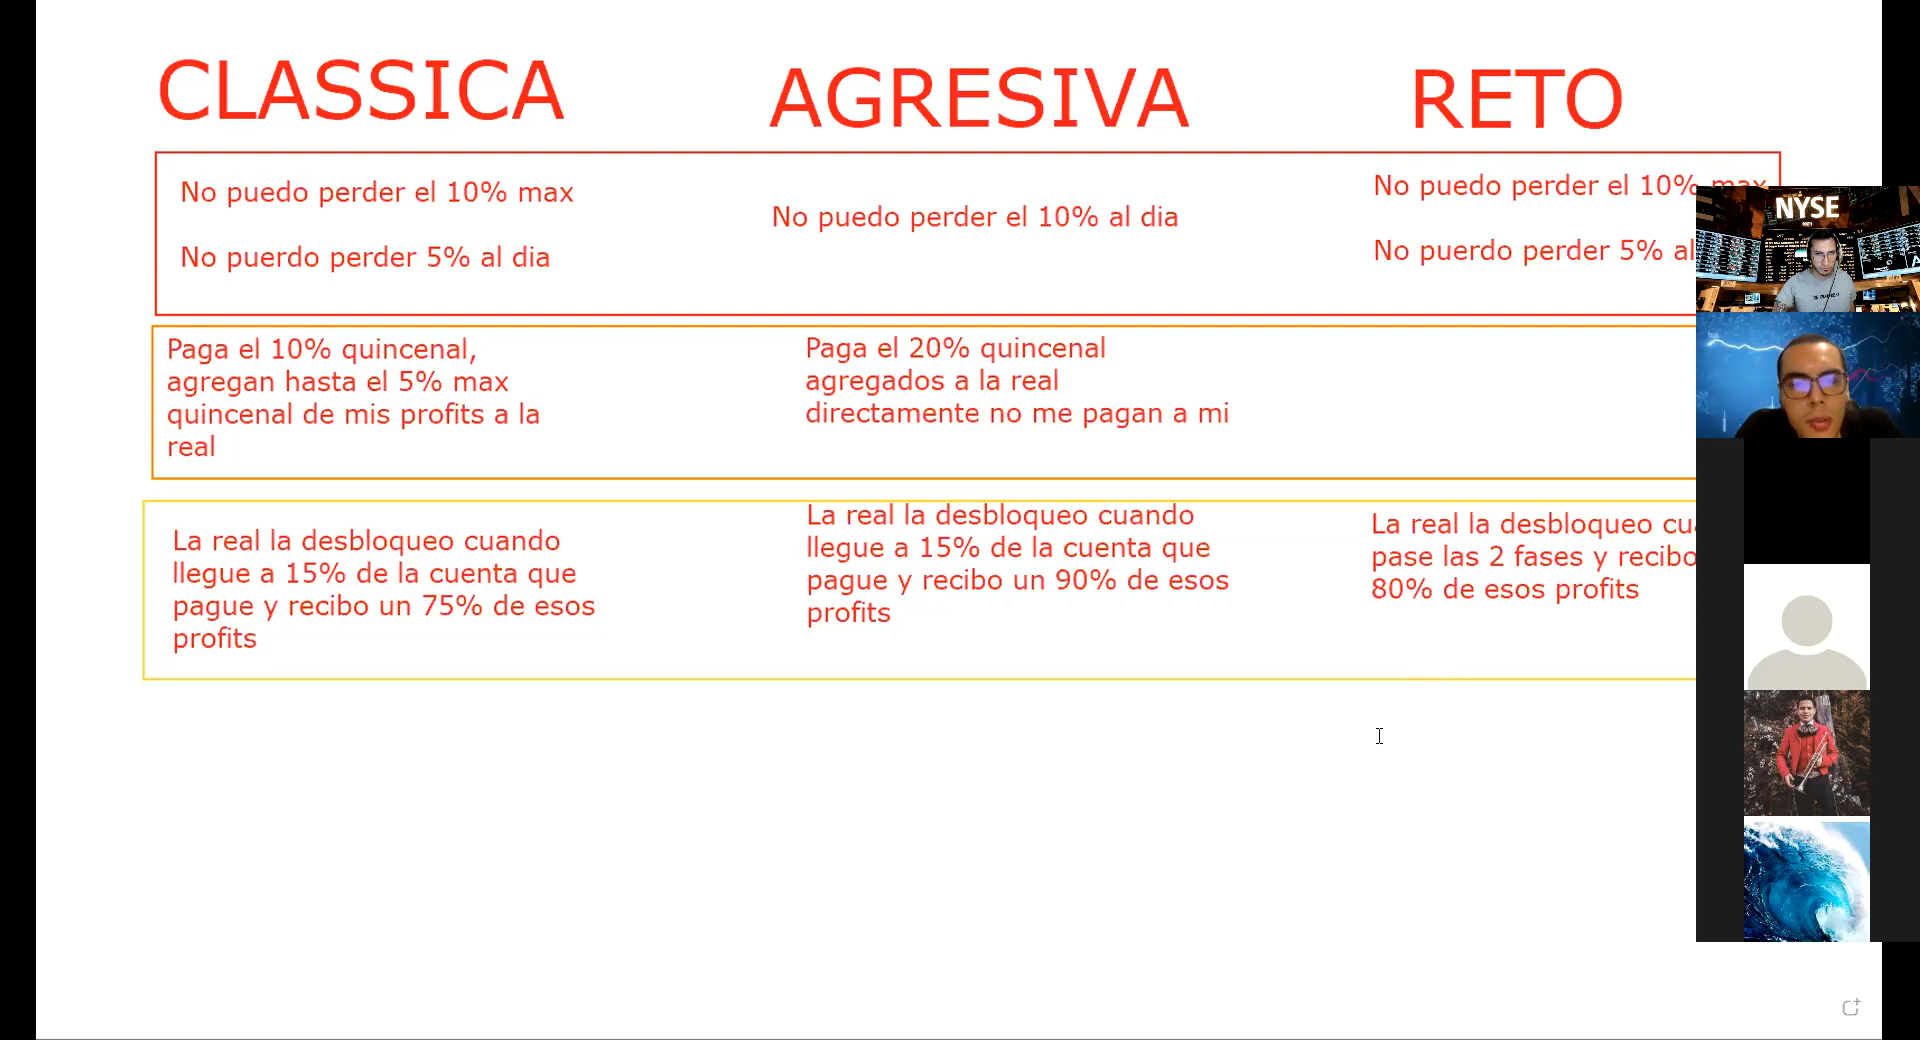 CLASSICA
AGRESIVA
RETO
No puedo perder el 10% max
No puerdo perder 5% al dia
No puedo perder el 10% al dia
No puedo perder el 10% max
No puerdo perder 5% al
Paga el 10% quincenal,
agregan hasta el 5% max
quincenal de mis profits a la
real
Paga el 20% quincenal
agregados a la real
directamente no me pagan a mi
La real la desbloqueo cuando
llegue a 15% de la cuenta que
pague y recibo un 75% de esos
profits
La real la desbloqueo cuando
llegue a 15% de la cuenta que
pague y recibo un 90% de esos
profits
La real la desbloqueo
pase las 2 fases y recibo
80% de esos profits
NYSE